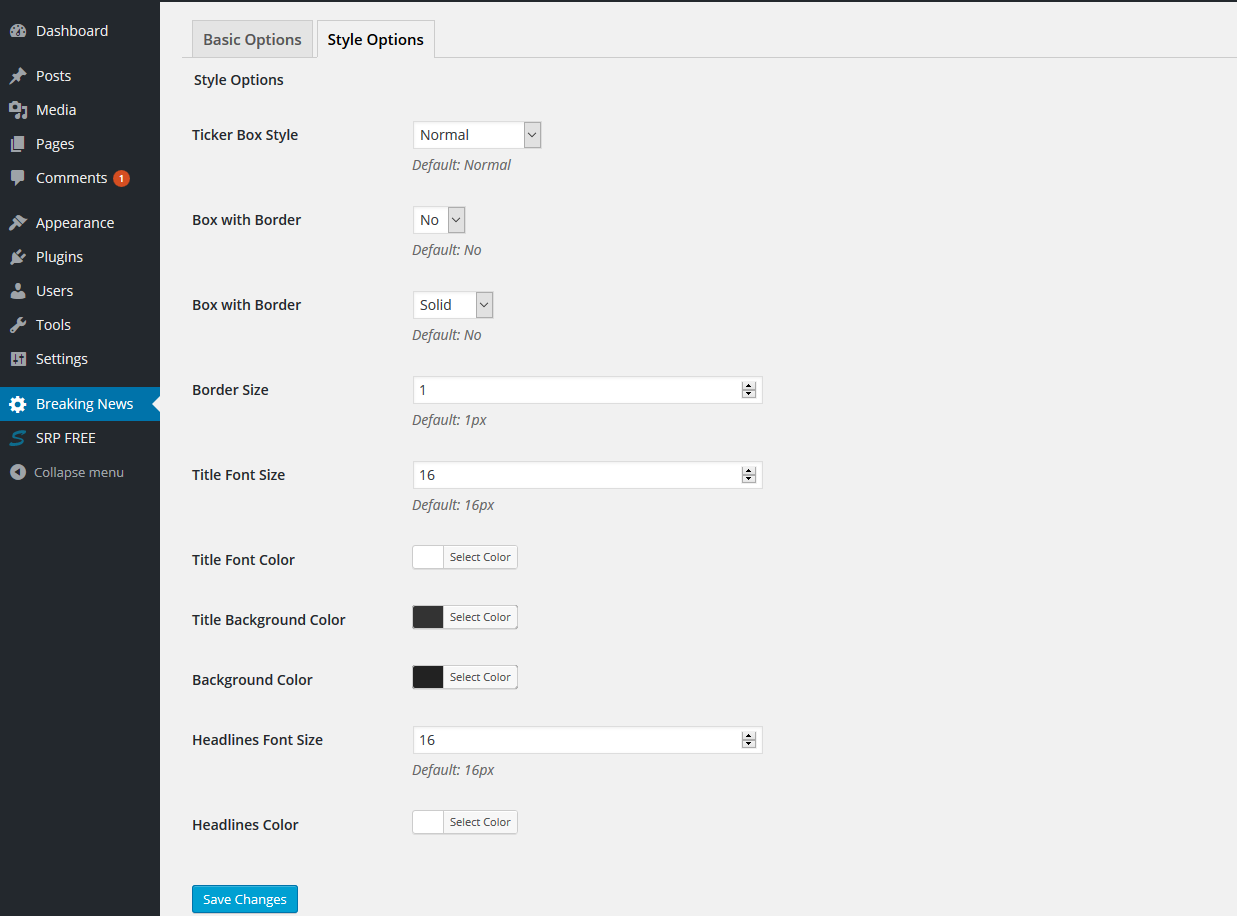 Dashboard
Posts
Media
Pages
Comments 1
Appearance
Plugins
Users
Tools
Settings
Breaking News
SRP FREE
Collapse menu
Basic Options Style Options
Style Options
Ticker Box Style Normal
Default: Normal
Box with Border No
Default: No
Box with Border Solid
Default: No
Border Size 1
Default: 1px
Title Font Size 16
Default: 16px
Title Font Color Select Color
Title Background Color Select Color
Background Color Select Color
Headlines Font Size 16
Default: 16px
Headlines Color Select Color
Save Changes